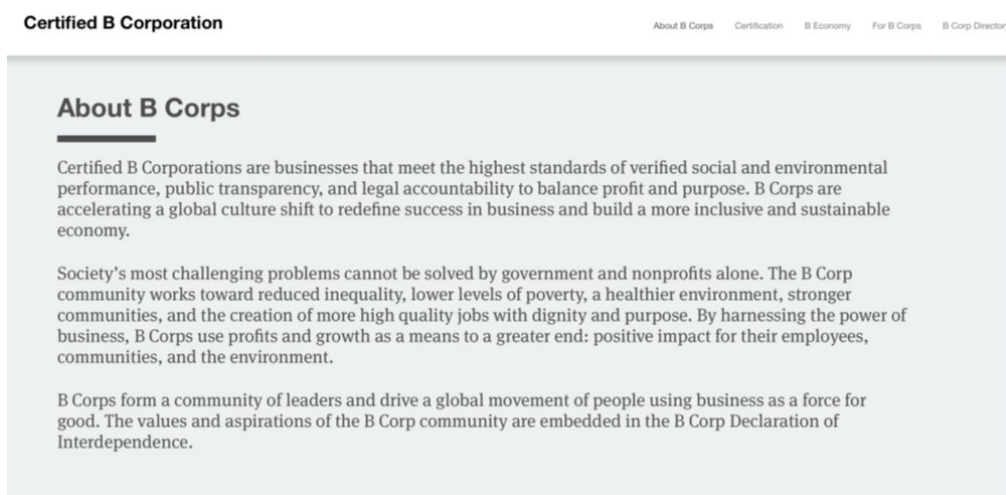 Certified B Corporation
About B Corps Certification B Economy For B Corps B Corp Director
About B Corps
Certified B Corporations are businesses that meet the highest standards of verified social and environmental
performance, public transparency, and legal accountability to balance profit and purpose. B Corps are
accelerating a global culture shift to redefine success in business and build a more inclusive and sustainable
economy.
Society’s most challenging problems cannot be solved by government and nonprofits alone. The B Corp
community works toward reduced inequality, lower levels of poverty, a healthier environment, stronger
communities, and the creation of more high quality jobs with dignity and purpose. By harnessing the power of
business, B Corps use profits and growth as a means to a greater end: positive impact for their employees,
communities, and the environment.
B Corps form a community of leaders and drive a global movement of people using business as a force for
good. The values and aspirations of the B Corp community are embedded in the B Corp Declaration of
Interdependence.